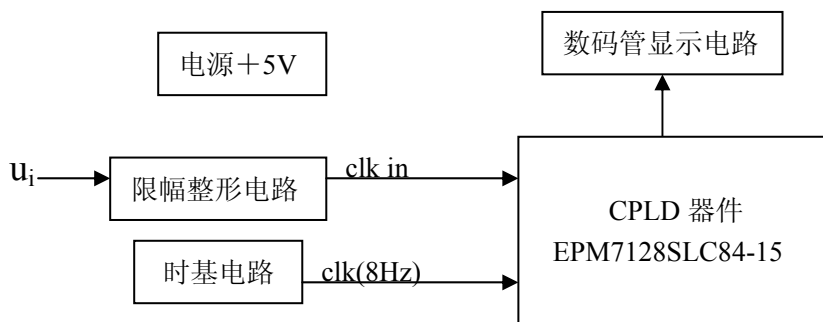 电源＋5V
数码管显示电路
uᵢ
限幅整形电路
clk in
时基电路
clk(8Hz)
CPLD 器件
EPM7128SLC84-15